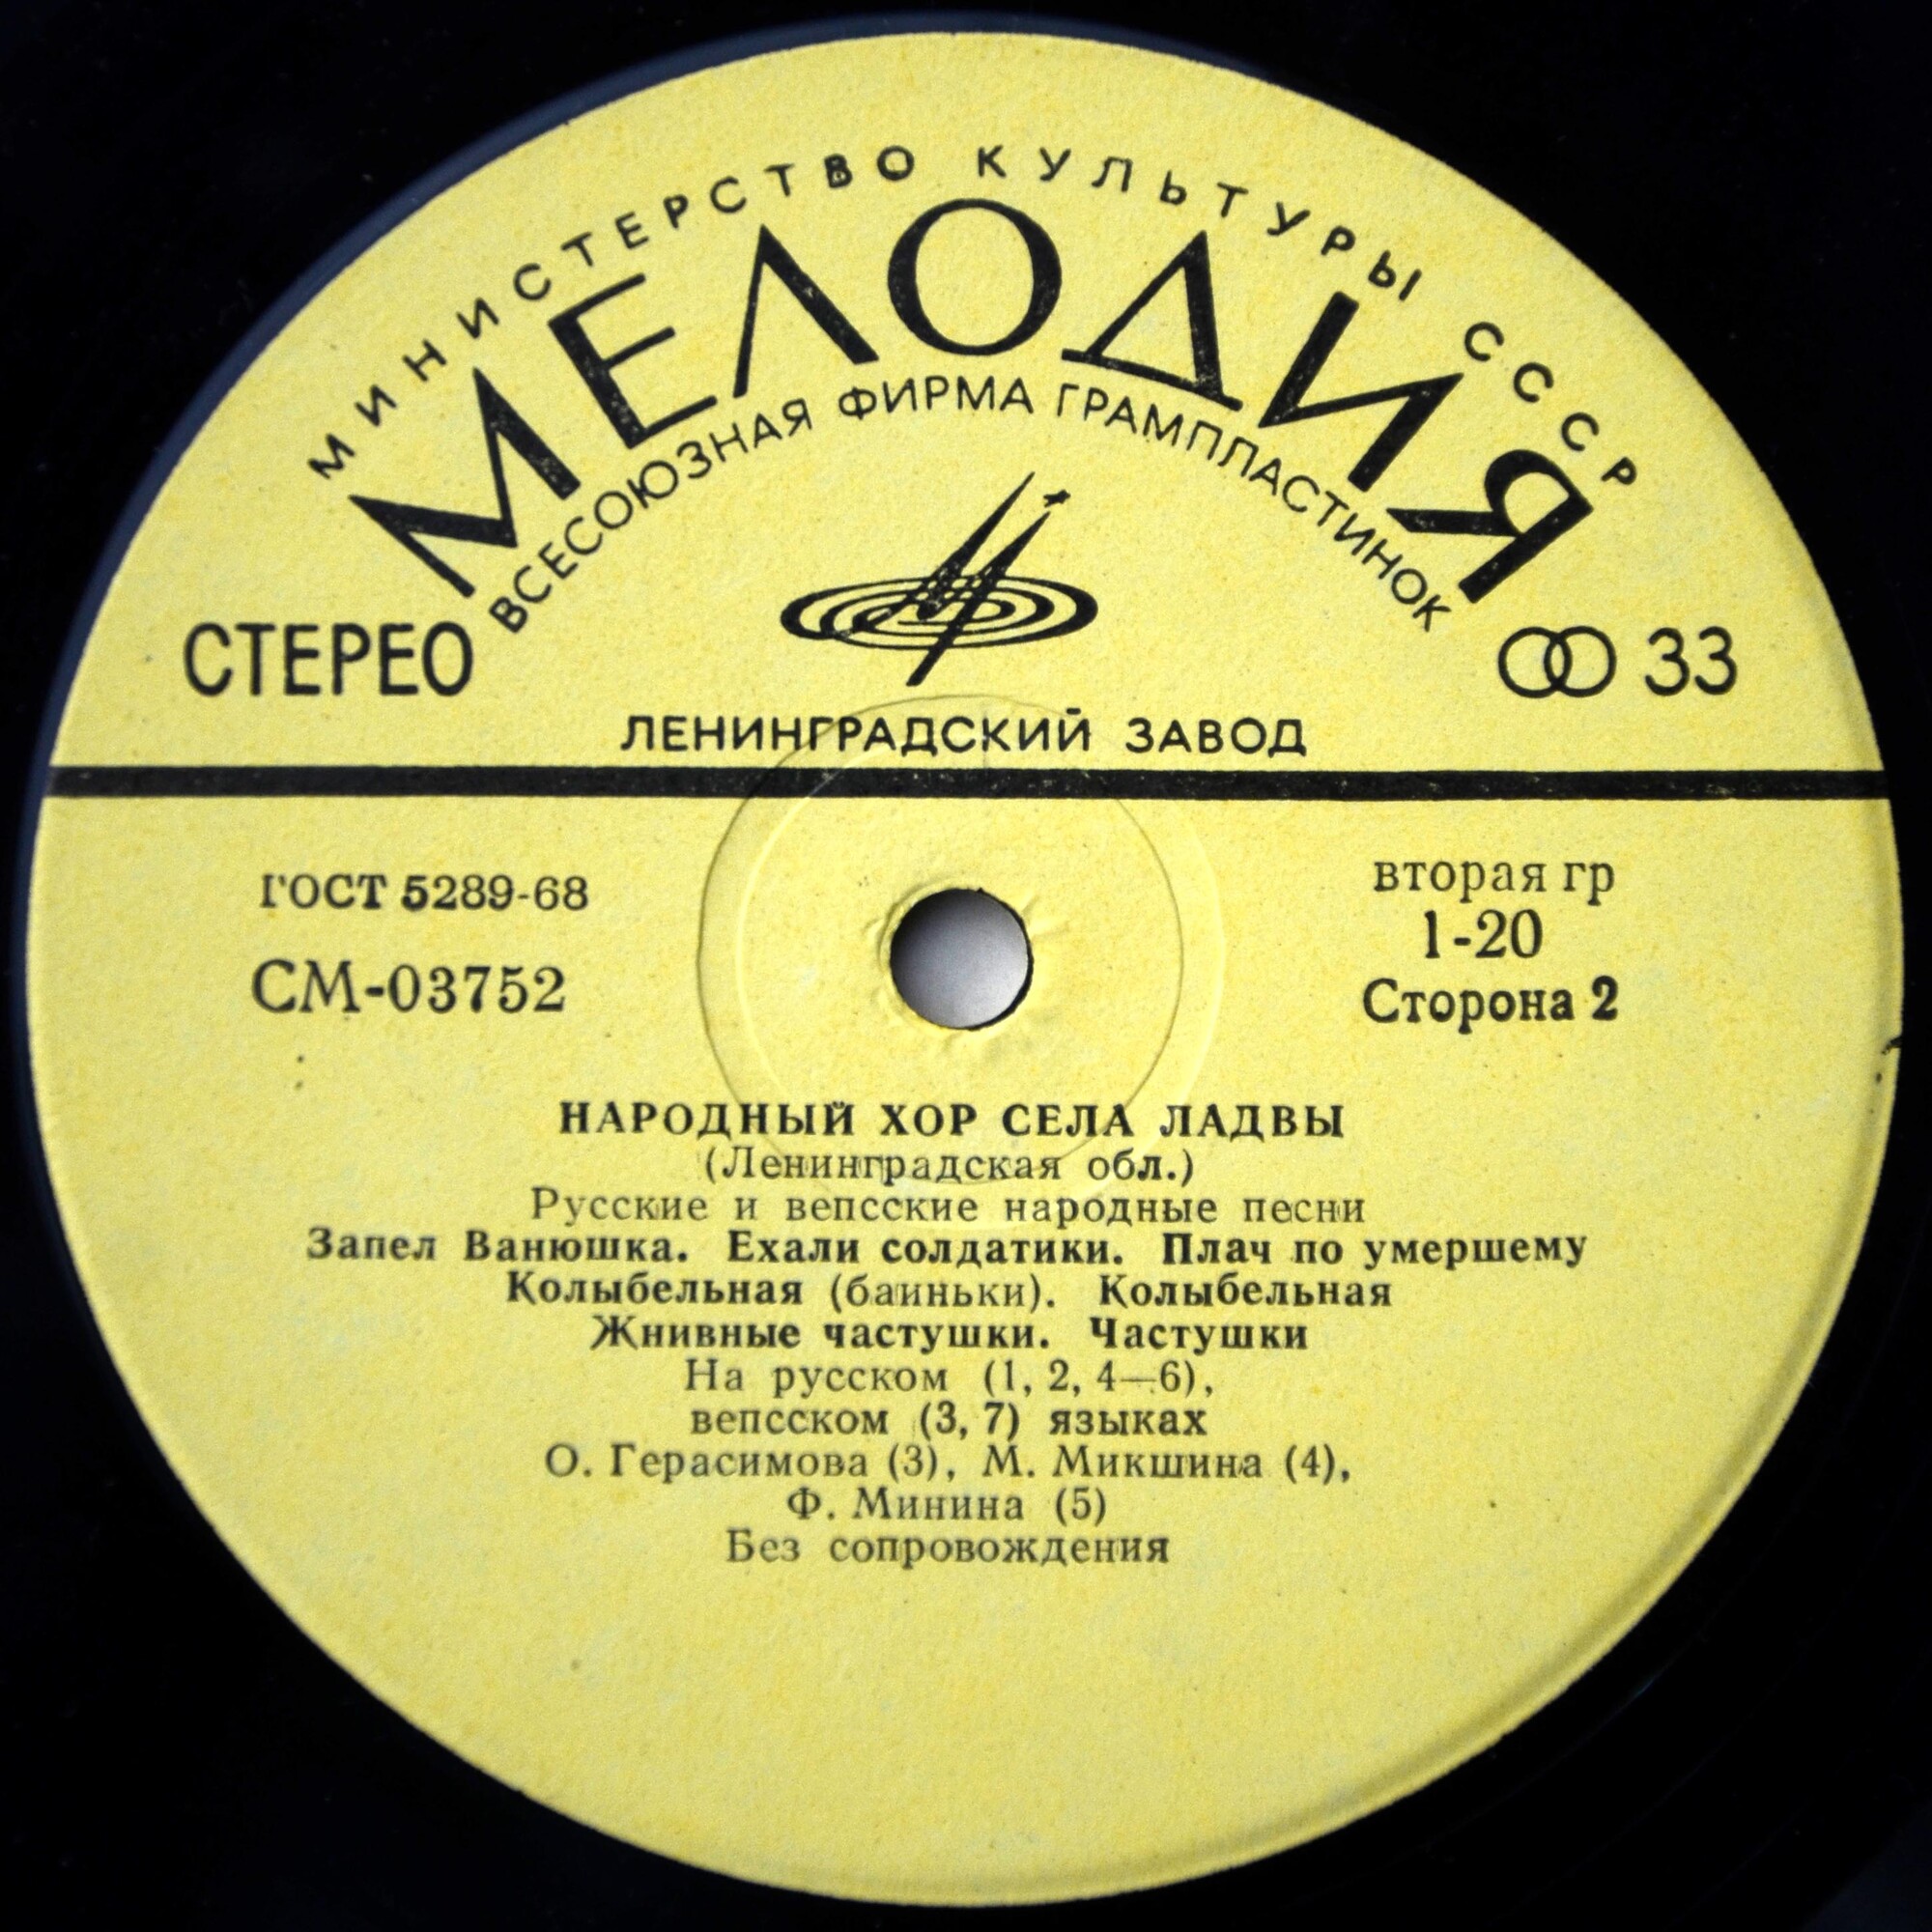 МИНИСТЕРСТВО КУЛЬТУРЫ СССР
МЕЛОДИЯ
ВСЕСОЮЗНАЯ ФИРМА ГРАМПЛАСТИНОК
СТЕРЕО
33
ЛЕНИНГРАДСКИЙ ЗАВОД
ГОСТ 5289-68
СМ-03752
вторая гр
1-20
Сторона 2
НАРОДНЫЙ ХОР СЕЛА ЛАДВЫ
(Ленинградская обл.)
Русские и вепсские народные песни
Запел Ванюшка. Ехали солдатики. Плач по умершему
Колыбельная (баиньки). Колыбельная
Жнивные частушки. Частушки
На русском (1, 2, 4—6),
вепсском (3, 7) языках
О. Герасимова (3), М. Микшина (4),
Ф. Минина (5)
Без сопровождения